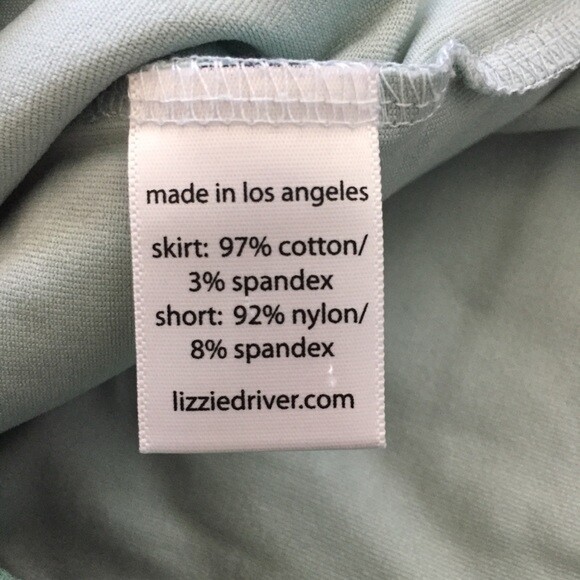 made in los angeles
skirt: 97% cotton/
3% spandex
short: 92% nylon/
8% spandex
lizziedriver.com